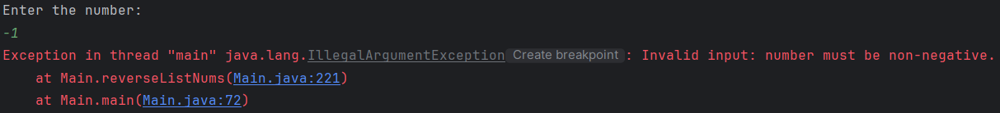 Enter the number:
-1
Exception in thread "main" java.lang.IllegalArgumentException Create breakpoint : Invalid input: number must be non-negative.
at Main.reverseListNums(Main.java:221)
at Main.main(Main.java:72)